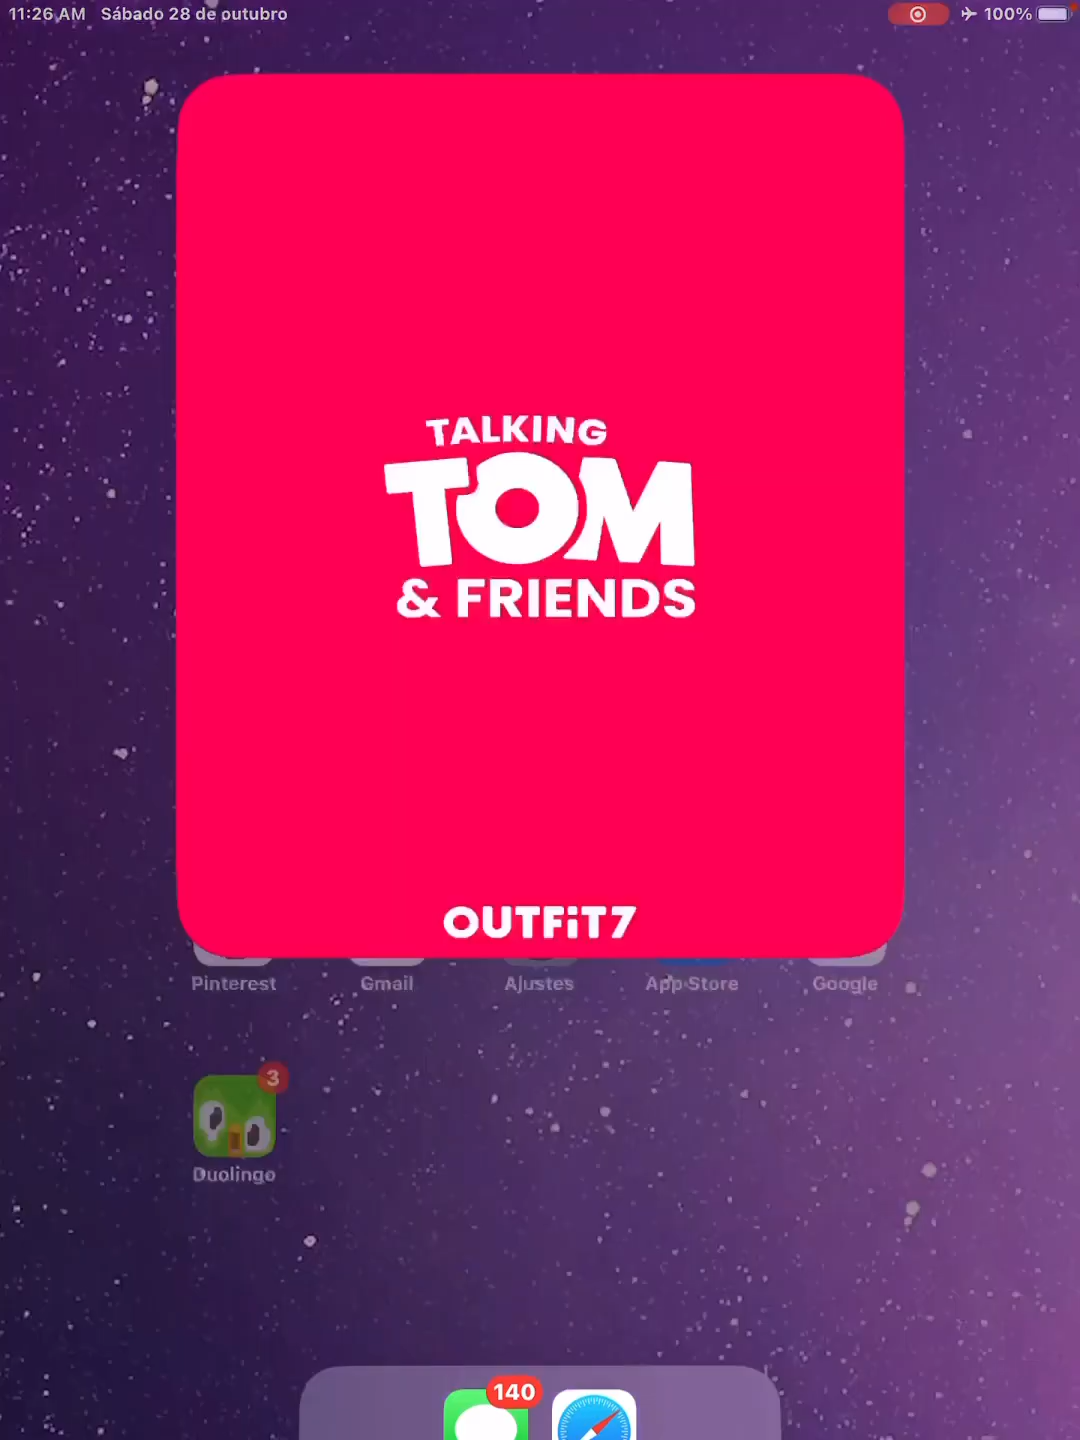 11:26 AM Sábado 28 de outubro
100%
TALKING
TOM
& FRIENDS
OUTFiT7
Pinterest
Gmail
Ajustes
App Store
Google
3
Duolingo
140